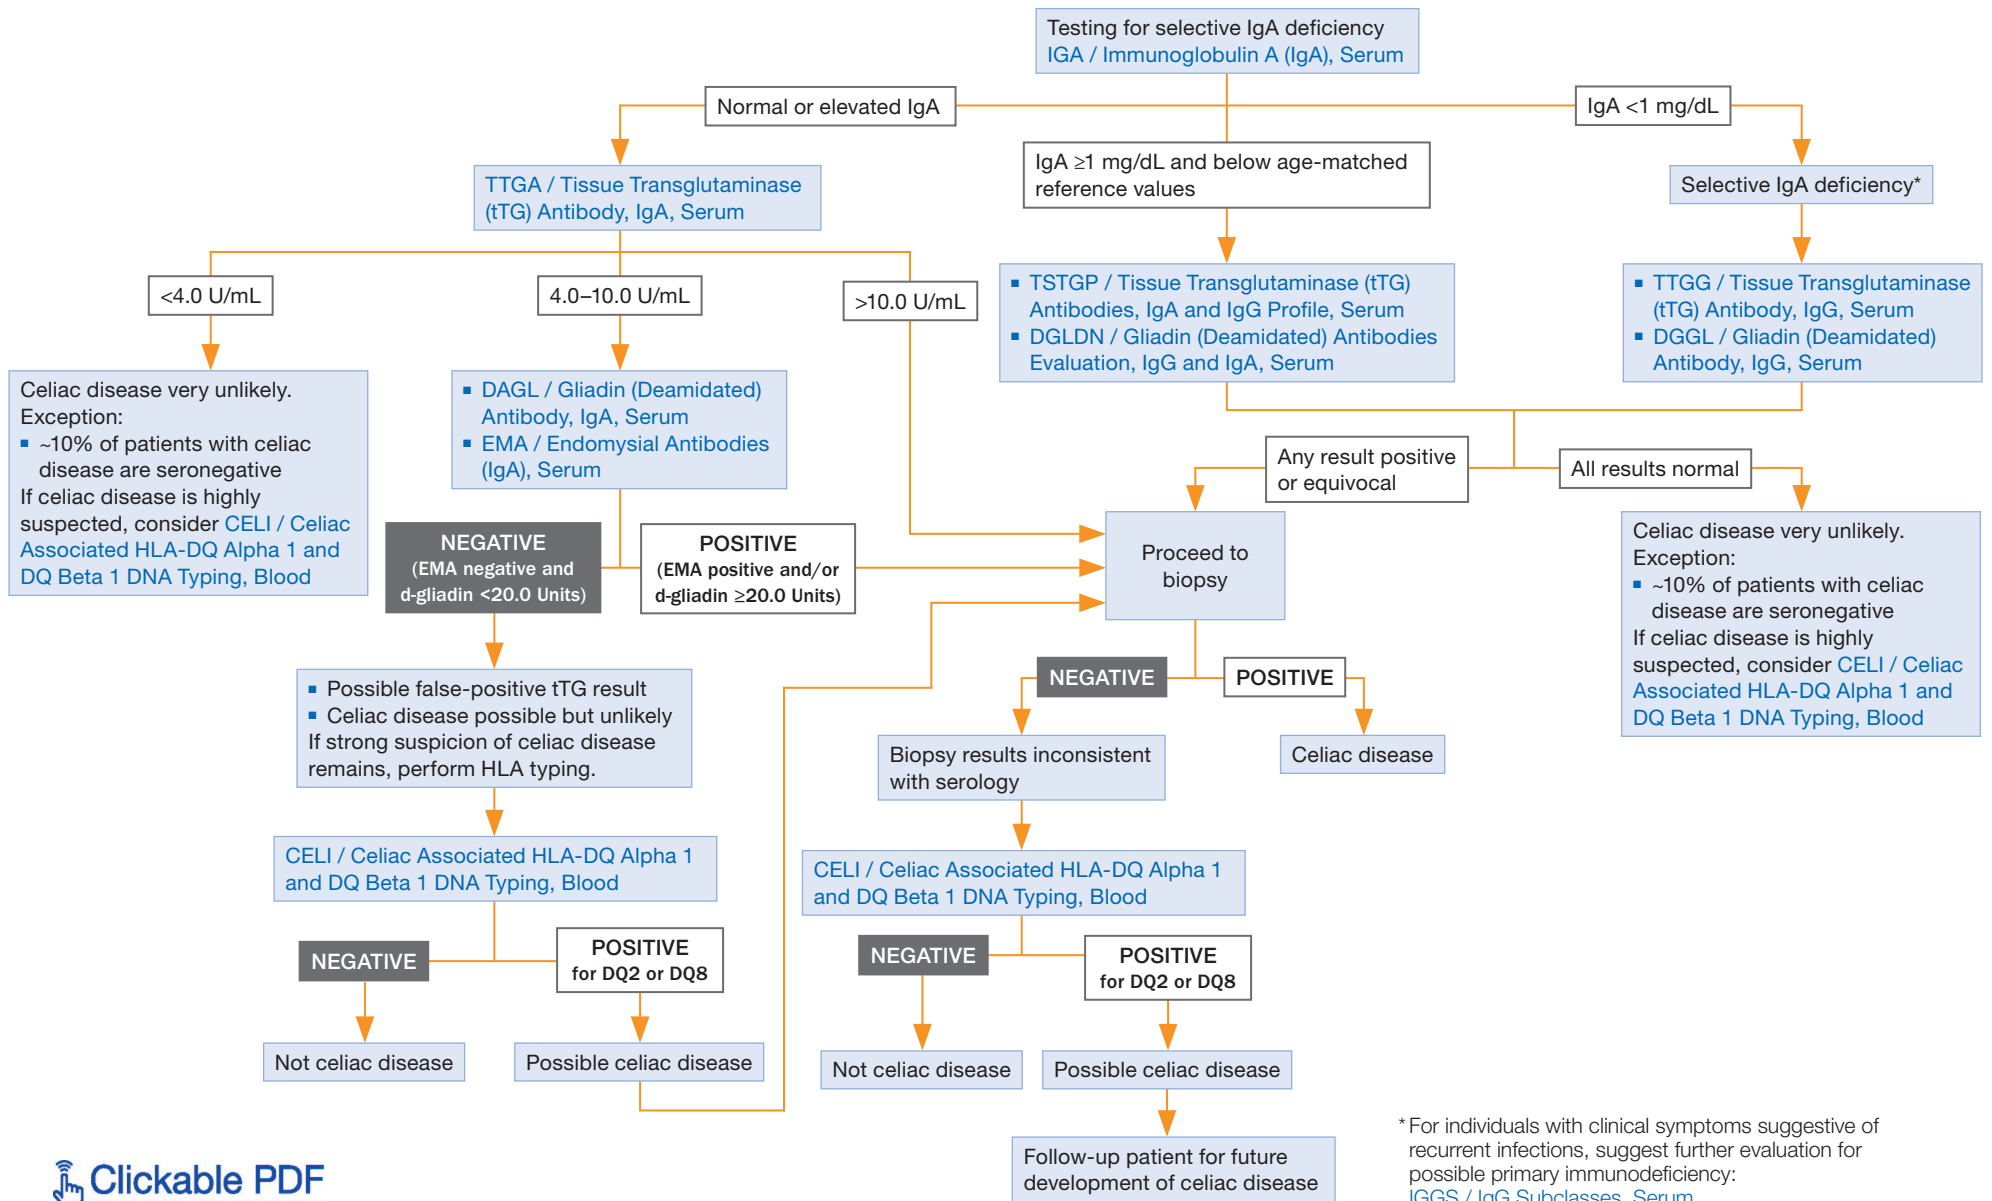 Testing for selective IgA deficiency
IGA / Immunoglobulin A (IgA), Serum
Normal or elevated IgA
IgA <1 mg/dL
IgA ≥1 mg/dL and below age-matched
reference values
TTGA / Tissue Transglutaminase
(tTG) Antibody, IgA, Serum
Selective IgA deficiency*
<4.0 U/mL
4.0–10.0 U/mL
>10.0 U/mL
▪ TSTGP / Tissue Transglutaminase (tTG)
Antibodies, IgA and IgG Profile, Serum
▪ DGLDN / Gliadin (Deamidated) Antibodies
Evaluation, IgG and IgA, Serum
▪ TTGG / Tissue Transglutaminase
(tTG) Antibody, IgG, Serum
▪ DGGL / Gliadin (Deamidated)
Antibody, IgG, Serum
Celiac disease very unlikely.
Exception:
▪ ~10% of patients with celiac
disease are seronegative
If celiac disease is highly
suspected, consider CELI / Celiac
Associated HLA-DQ Alpha 1 and
DQ Beta 1 DNA Typing, Blood
▪ DAGL / Gliadin (Deamidated)
Antibody, IgA, Serum
▪ EMA / Endomysial Antibodies
(IgA), Serum
Any result positive
or equivocal
All results normal
NEGATIVE
(EMA negative and
d-gliadin <20.0 Units)
POSITIVE
(EMA positive and/or
d-gliadin ≥20.0 Units)
Proceed to
biopsy
Celiac disease very unlikely.
Exception:
▪ ~10% of patients with celiac
disease are seronegative
If celiac disease is highly
suspected, consider CELI / Celiac
Associated HLA-DQ Alpha 1 and
DQ Beta 1 DNA Typing, Blood
▪ Possible false-positive tTG result
▪ Celiac disease possible but unlikely
If strong suspicion of celiac disease
remains, perform HLA typing.
NEGATIVE
POSITIVE
Biopsy results inconsistent
with serology
Celiac disease
CELI / Celiac Associated HLA-DQ Alpha 1
and DQ Beta 1 DNA Typing, Blood
CELI / Celiac Associated HLA-DQ Alpha 1
and DQ Beta 1 DNA Typing, Blood
NEGATIVE
POSITIVE
for DQ2 or DQ8
NEGATIVE
POSITIVE
for DQ2 or DQ8
Not celiac disease
Possible celiac disease
Not celiac disease
Possible celiac disease
Follow-up patient for future
development of celiac disease
* For individuals with clinical symptoms suggestive of
recurrent infections, suggest further evaluation for
possible primary immunodeficiency:
IGGS / IgG Subclasses, Serum
Clickable PDF